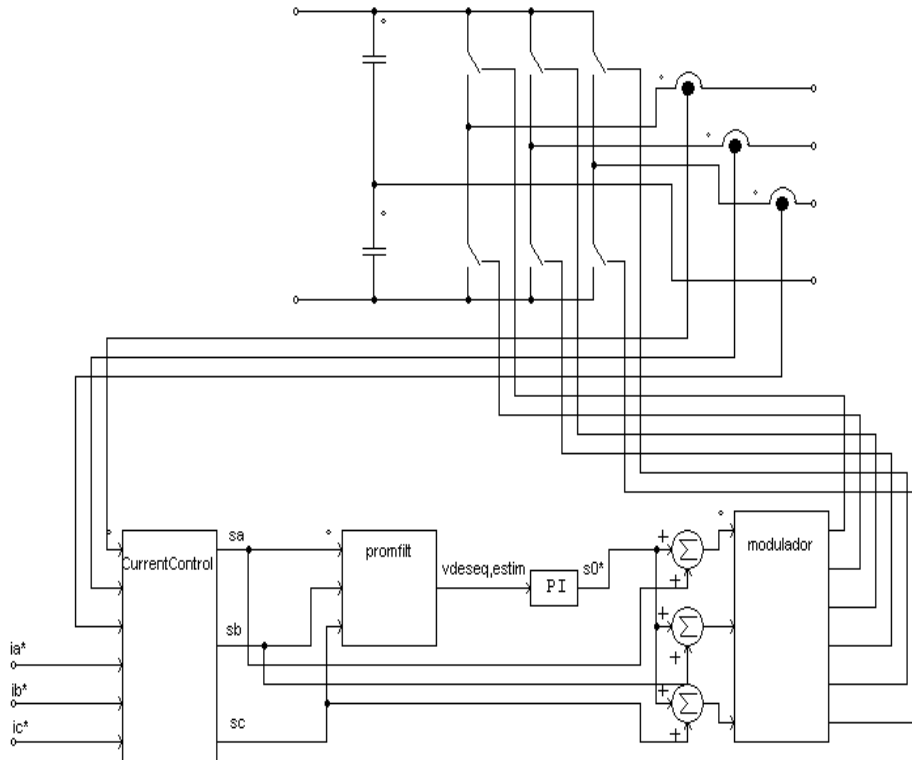 sa
CurrentControl
promfilt
vdeseq,estim
s0*
PI
+
Σ
+
modulador
sb
+
Σ
+
ia*
ib*
sc
+
Σ
+
ic*